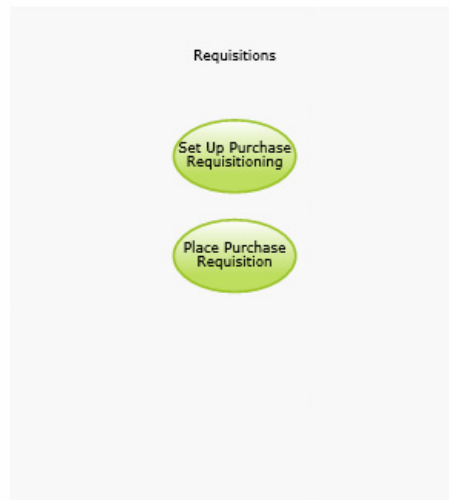 Requisitions
Set Up Purchase
Requisitioning
Place Purchase
Requisition